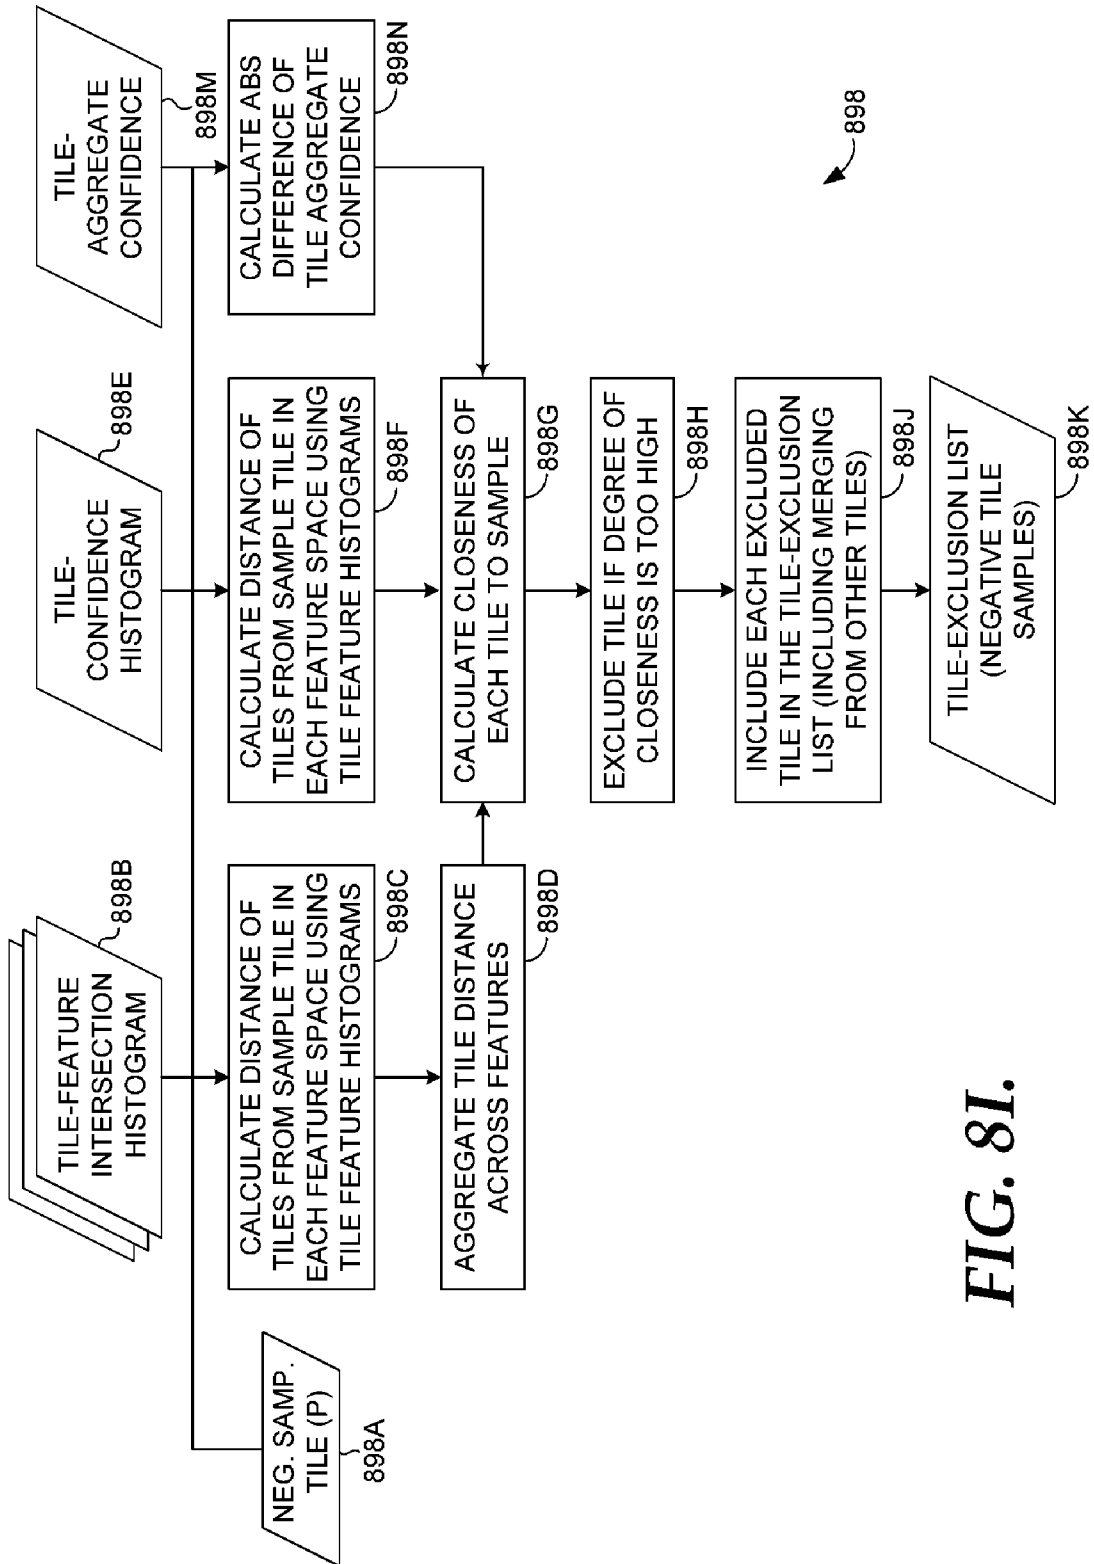 TILE-FEATURE
INTERSECTION
HISTOGRAM
898B
TILE-
CONFIDENCE
HISTOGRAM
898E
TILE-
AGGREGATE
CONFIDENCE
898M
NEG. SAMP.
TILE (P)
898A
CALCULATE DISTANCE OF
TILES FROM SAMPLE TILE IN
EACH FEATURE SPACE USING
TILE FEATURE HISTOGRAMS
898C
CALCULATE DISTANCE OF
TILES FROM SAMPLE TILE IN
EACH FEATURE SPACE USING
TILE FEATURE HISTOGRAMS
898F
CALCULATE ABS
DIFFERENCE OF
TILE AGGREGATE
CONFIDENCE
898N
AGGREGATE TILE DISTANCE
ACROSS FEATURES
898D
CALCULATE CLOSENESS OF
EACH TILE TO SAMPLE
898G
EXCLUDE TILE IF DEGREE OF
CLOSENESS IS TOO HIGH
898H
INCLUDE EACH EXCLUDED
TILE IN THE TILE-EXCLUSION
LIST (INCLUDING MERGING
FROM OTHER TILES)
898J
TILE-EXCLUSION LIST
(NEGATIVE TILE
SAMPLES)
898K
898
FIG. 8I.